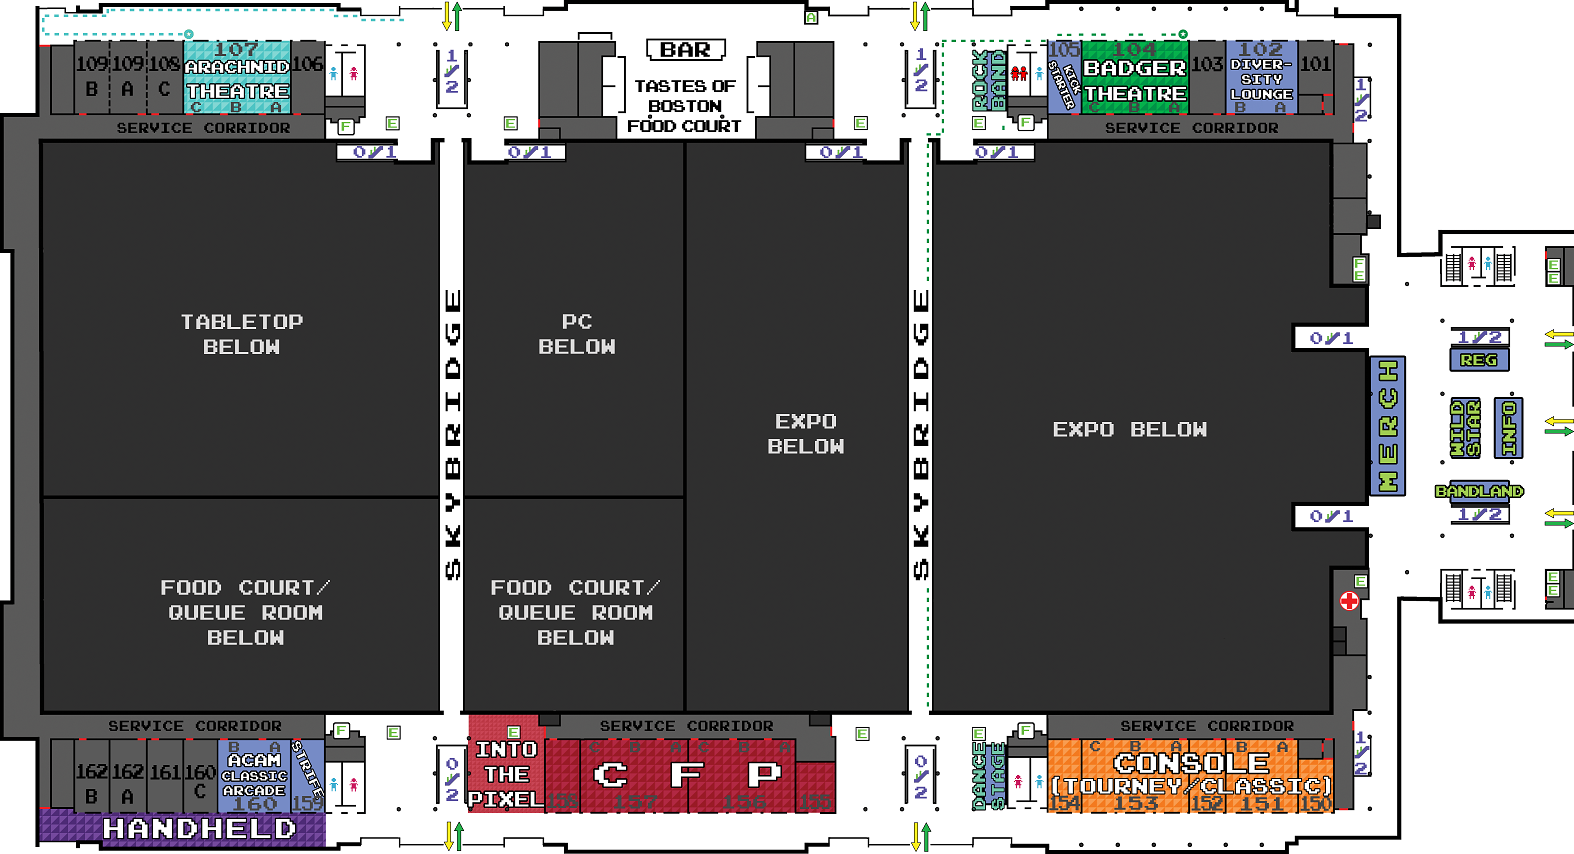 A
109
B
109
A
108
C
107
ARACHNID
THEATRE
C B A
106
SERVICE CORRIDOR
F
E
1/2
E
BAR
TASTES OF
BOSTON
FOOD COURT
E
1/2
ROCK
BAND
E
F
105
KICK
STARTER
104
BADGER
THEATRE
C B A
103
102
DIVER-
SITY
LOUNGE
B A
101
SERVICE CORRIDOR
1/2
0/1
0/1
0/1
0/1
TABLETOP
BELOW
SKYBRIDGE
PC
BELOW
EXPO
BELOW
SKYBRIDGE
EXPO BELOW
F
E
0/1
0/1
MERCH
E
E
1/2
REG
WILD
STAR
INFO
BANDLAND
1/2
E
E
E
FOOD COURT/
QUEUE ROOM
BELOW
FOOD COURT/
QUEUE ROOM
BELOW
SERVICE CORRIDOR
F
E
162
B
162
A
161
160
C
B A
ACAM
CLASSIC
ARCADE
160
STRIFE
159
HANDHELD
0/2
E
INTO
THE
PIXEL
SERVICE CORRIDOR
158
C B A C B A
C F P
157
156
155
E
0/2
DANCE
STAGE
E
F
SERVICE CORRIDOR
C B A B A
CONSOLE
(TOURNEY/CLASSIC)
154
153
152
151
150
1/2